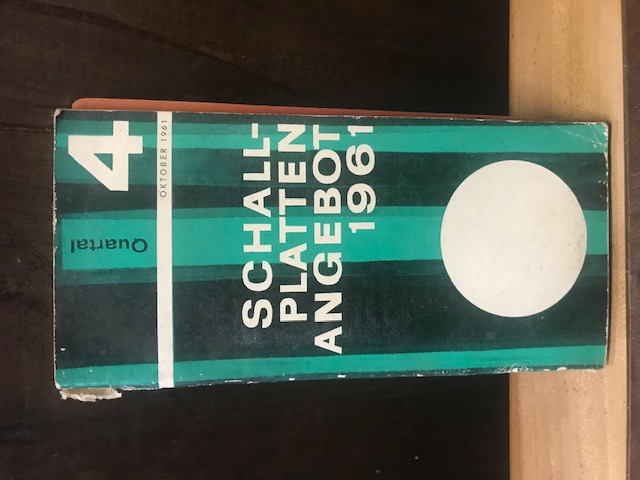 Quartal
4
OKTOBER 1961
SCHALL-
PLATTEN
ANGEBOT
1961